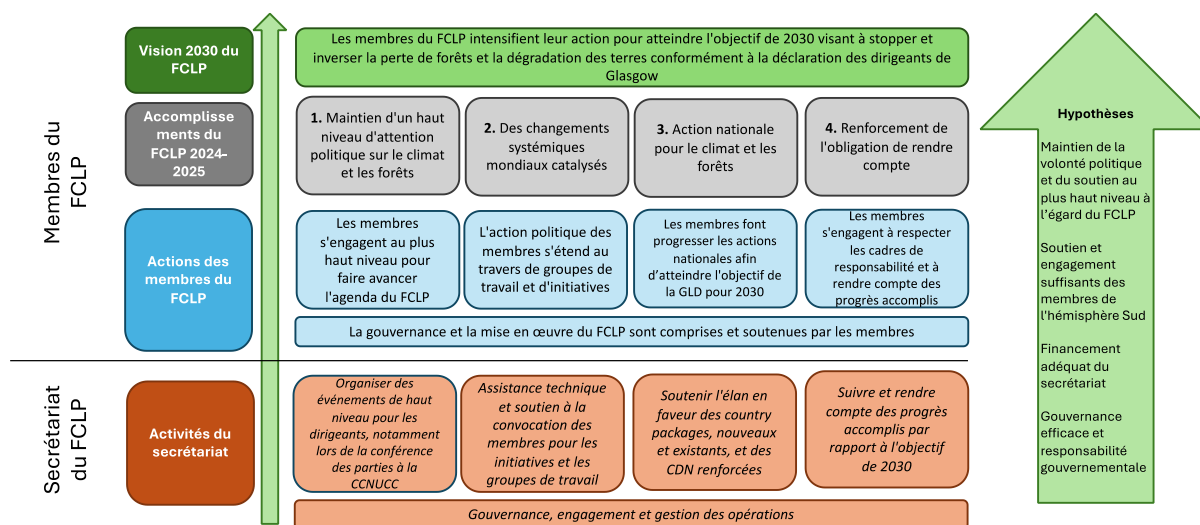 Membres du
FCLP
Vision 2030 du
FCLP
Les membres du FCLP intensifient leur action pour atteindre l'objectif de 2030 visant à stopper et
inverser la perte de forêts et la dégradation des terres conformément à la déclaration des dirigeants de
Glasgow
Accomplisse
ments du
FCLP 2024-
2025
1. Maintien d'un haut
niveau d'attention
politique sur le climat
et les forêts
2. Des changements
systémiques
mondiaux catalysés
3. Action nationale
pour le climat et les
forêts
4. Renforcement de
l'obligation de rendre
compte
Actions des
membres du
FCLP
Les membres
s'engagent au plus
haut niveau pour
faire avancer
l'agenda du FCLP
L'action politique des
membres s'étend au
travers de groupes de
travail et d'initiatives
Les membres font
progresser les actions
nationales afin
d’atteindre l'objectif de
la GLD pour 2030
Les membres
s'engagent à respecter
les cadres de
responsabilité et à
rendre compte des
progrès accomplis
La gouvernance et la mise en œuvre du FCLP sont comprises et soutenues par les membres
Secrétariat
du FCLP
Activités du
secrétariat
Organiser des
événements de haut
niveau pour les
dirigeants, notamment
lors de la conférence
des parties à la
CCNUCC
Assistance technique
et soutien à la
convocation des
membres pour les
initiatives et les
groupes de travail
Soutenir l'élan en
faveur des country
packages, nouveaux
et existants, et des
CDN renforcées
Suivre et rendre
compte des progrès
accomplis par
rapport à l'objectif
de 2030
Gouvernance, engagement et gestion des opérations
Hypothèses
Maintien de la
volonté politique
et du soutien au
plus haut niveau à
l’égard du FCLP
Soutien et
engagement
suffisants des
membres de
l'hémisphère Sud
Financement
adéquat du
secrétariat
Gouvernance
efficace et
responsabilité
gouvernementale